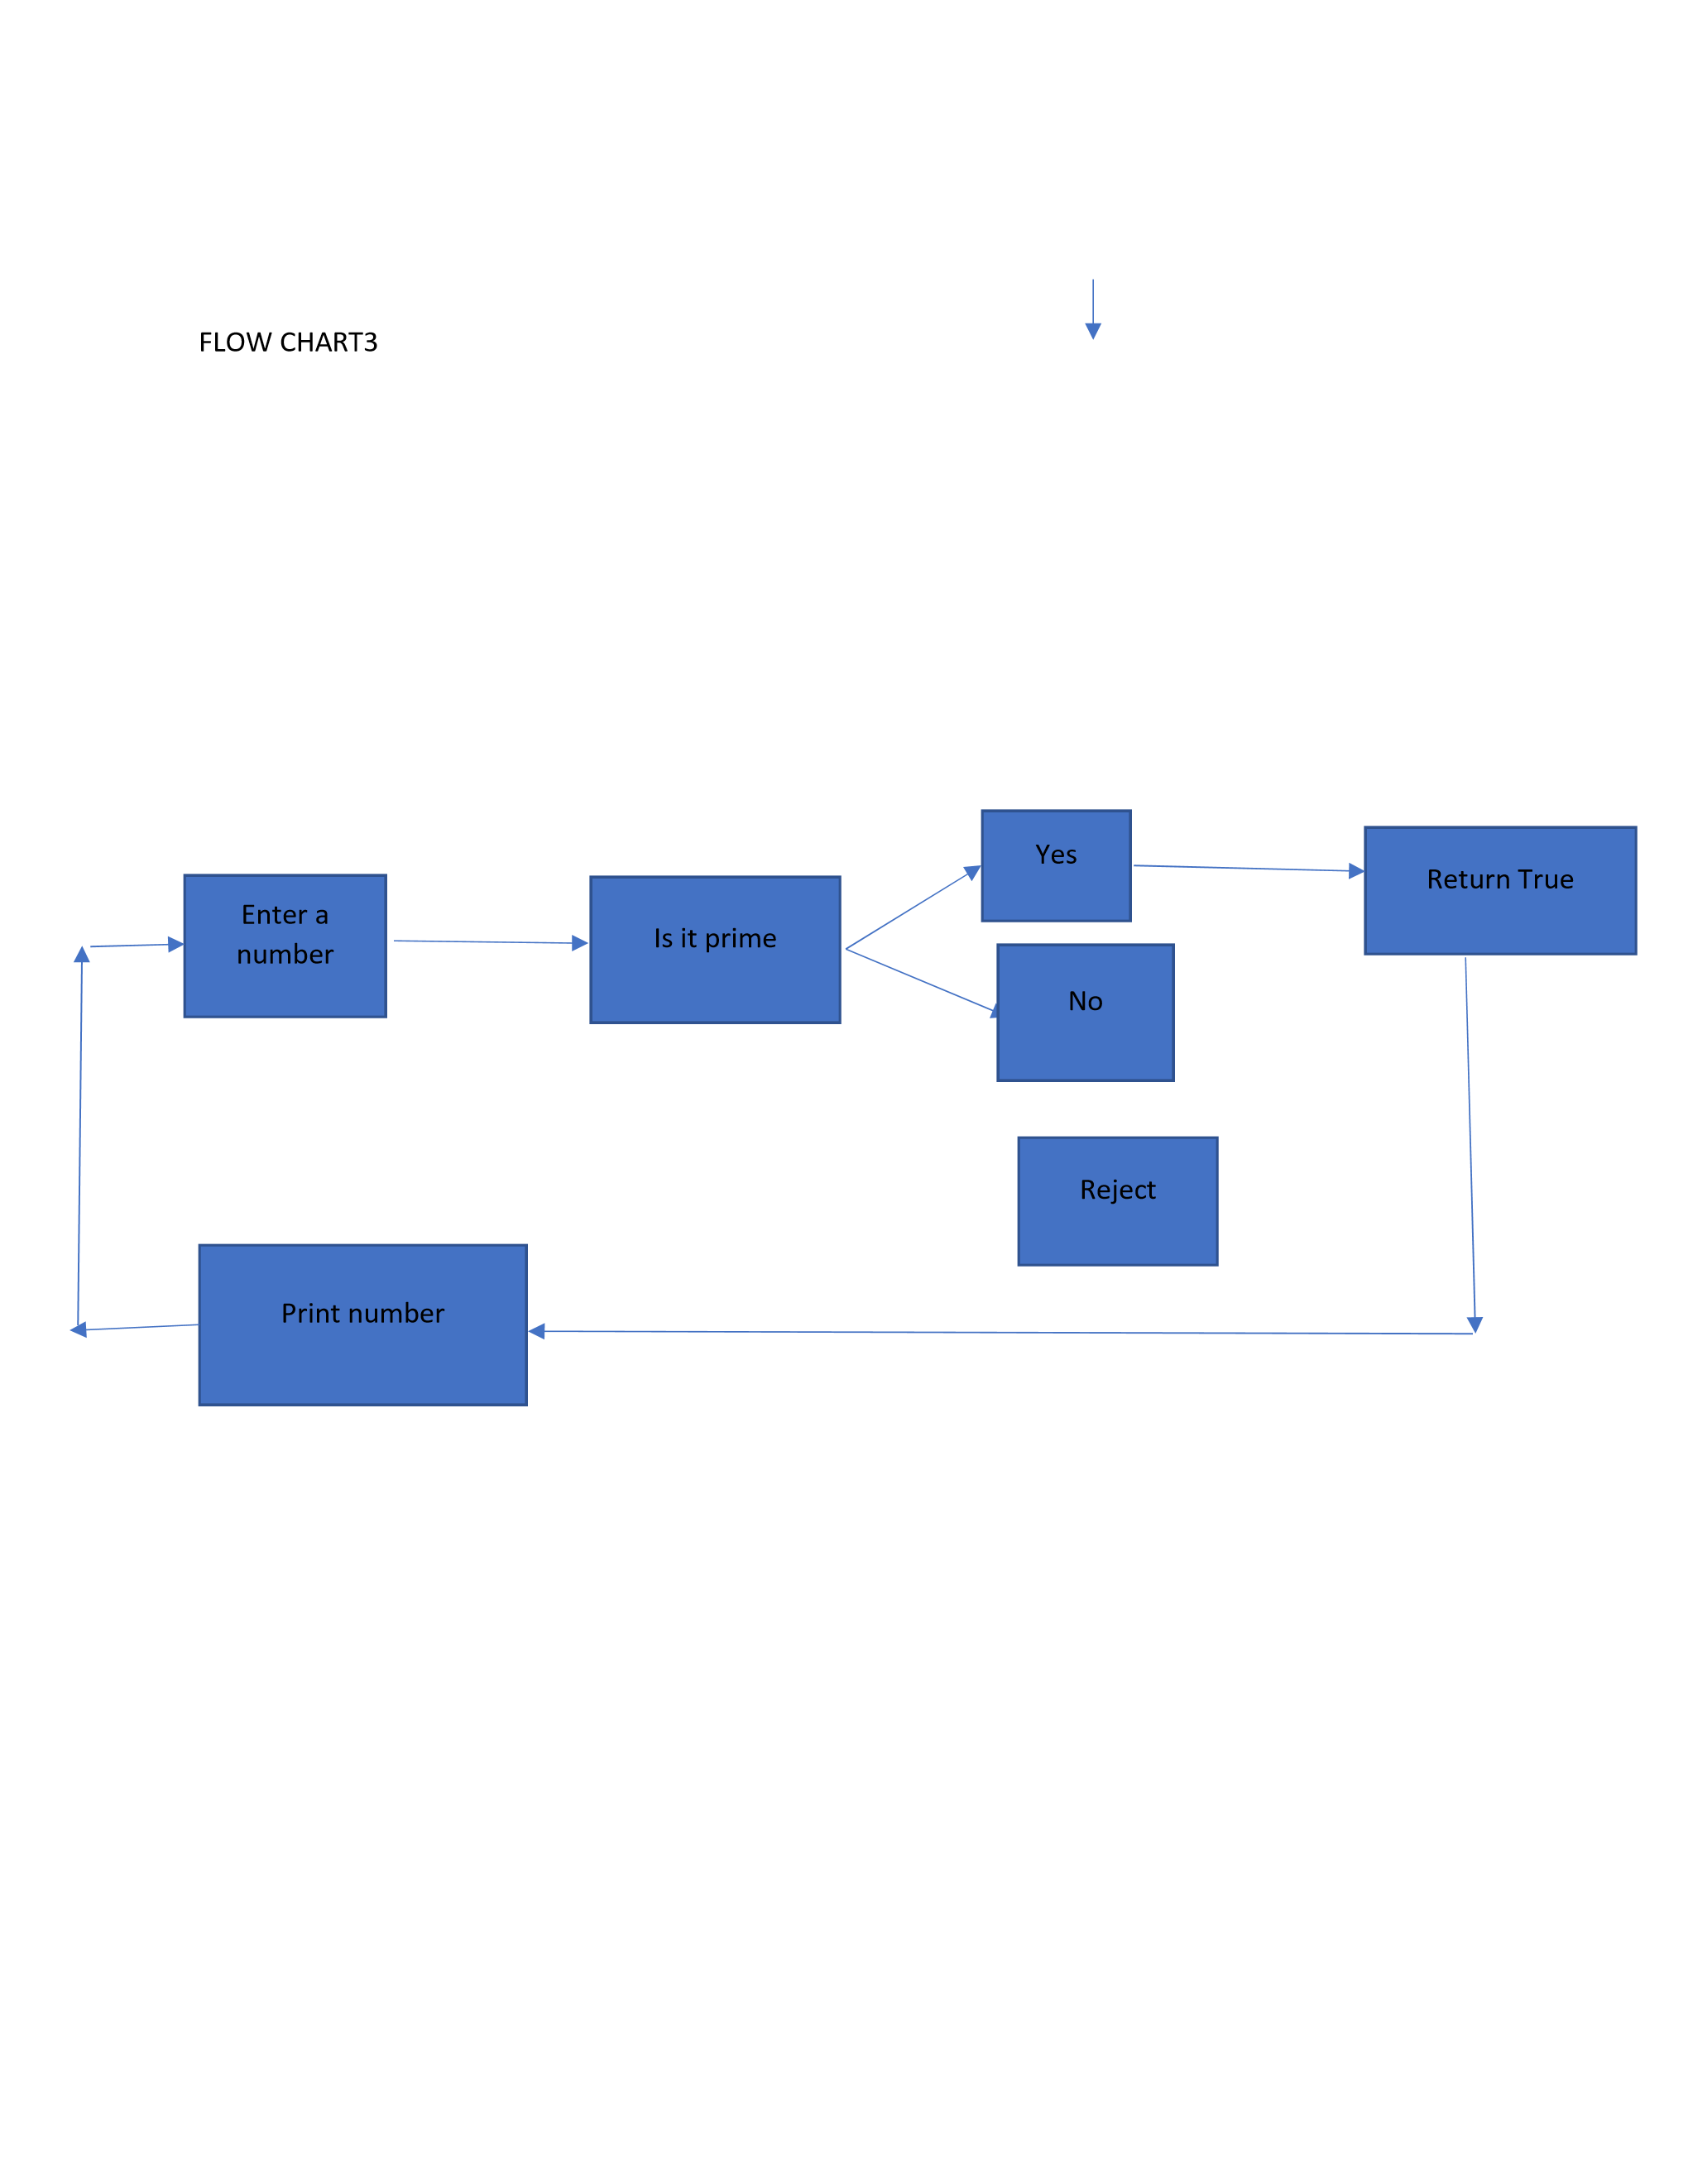 FLOW CHART3
Enter a
number
Is it prime
Yes
Return True
No
Reject
Print number